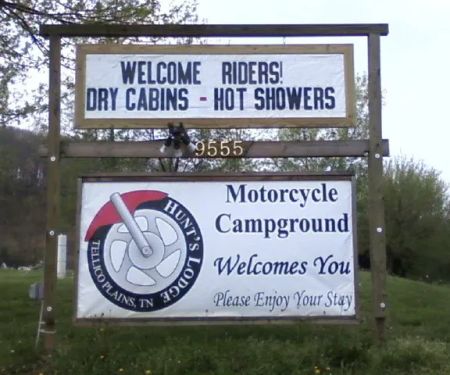 WELCOME RIDERS!
DRY CABINS - HOT SHOWERS
9555
HUNT'S LODGE
TELLICO PLAINS, TN
Motorcycle
Campground
Welcomes You
Please Enjoy Your Stay